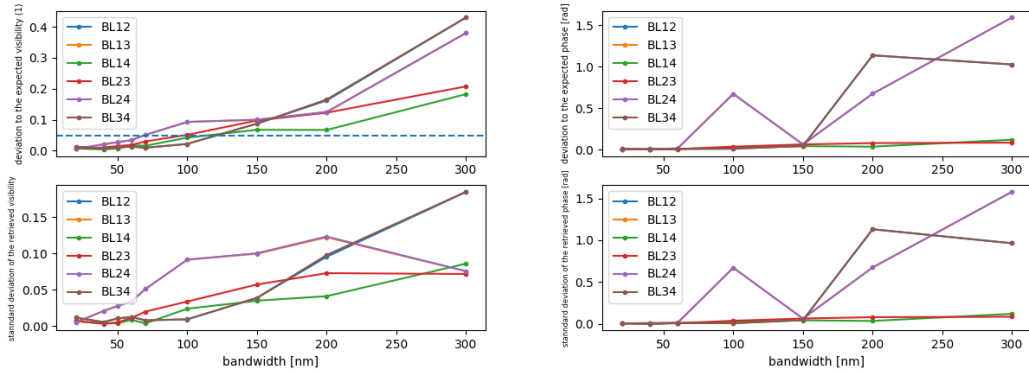 deviation to the expected visibility (1)
0.4
0.3
0.2
0.1
0.0
BL12
BL13
BL14
BL23
BL24
BL34
50
100
150
200
250
300
deviation to the expected phase [rad]
1.5
1.0
0.5
0.0
BL12
BL13
BL14
BL23
BL24
BL34
50
100
150
200
250
300
stanndard deviation of the retrieved visibility
0.15
0.10
0.05
0.00
BL12
BL13
BL14
BL23
BL24
BL34
50
100
150
200
250
300
bandwidth [nm]
stanndard deviation of the retrieved phase [rad]
1.5
1.0
0.5
0.0
BL12
BL13
BL14
BL23
BL24
BL34
50
100
150
200
250
300
bandwidth [nm]